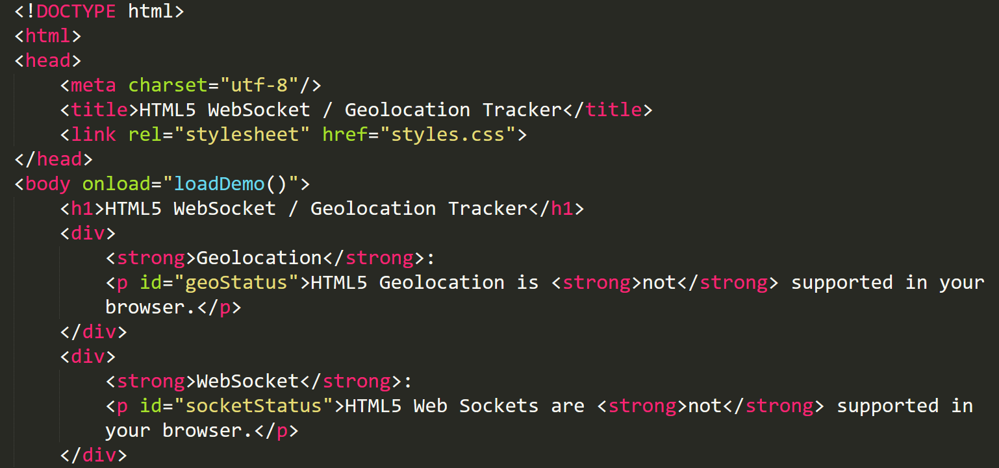 <!DOCTYPE html>
<html>
<head>
    <meta charset="utf-8"/>
    <title>HTML5 WebSocket / Geolocation Tracker</title>
    <link rel="stylesheet" href="styles.css">
</head>
<body onload="loadDemo()">
    <h1>HTML5 WebSocket / Geolocation Tracker</h1>
    <div>
        <strong>Geolocation</strong>:
        <p id="geoStatus">HTML5 Geolocation is <strong>not</strong> supported in your
        browser.</p>
    </div>
    <div>
        <strong>WebSocket</strong>:
        <p id="socketStatus">HTML5 Web Sockets are <strong>not</strong> supported in
        your browser.</p>
    </div>